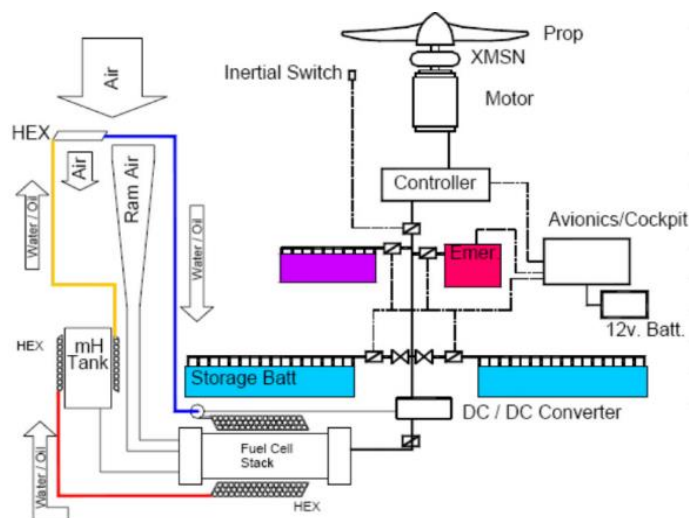 Prop
XMSN
Inertial Switch
Motor
Air
HEX
Air
Ram Air
Controller
Water / Oil
Water / Oil
Avionics/Cockpit
Emer.
12v. Batt.
HEX
mH
Tank
Storage Batt
DC / DC Converter
Fuel Cell
Stack
Water / Oil
HEX